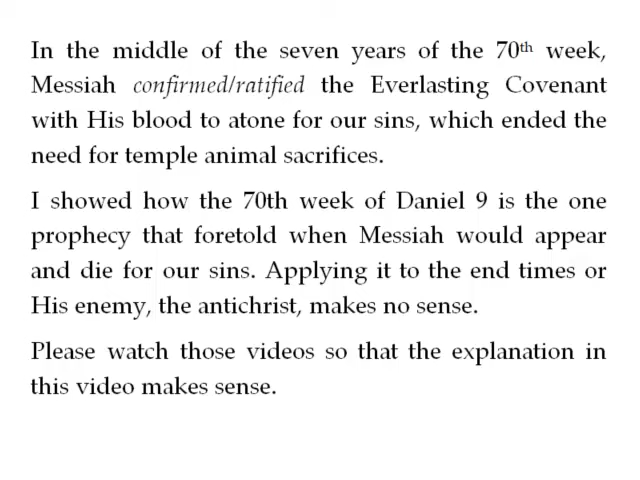 In the middle of the seven years of the 70th week,
Messiah confirmed/ratified the Everlasting Covenant
with His blood to atone for our sins, which ended the
need for temple animal sacrifices.
I showed how the 70th week of Daniel 9 is the one
prophecy that foretold when Messiah would appear
and die for our sins. Applying it to the end times or
His enemy, the antichrist, makes no sense.
Please watch those videos so that the explanation in
this video makes sense.